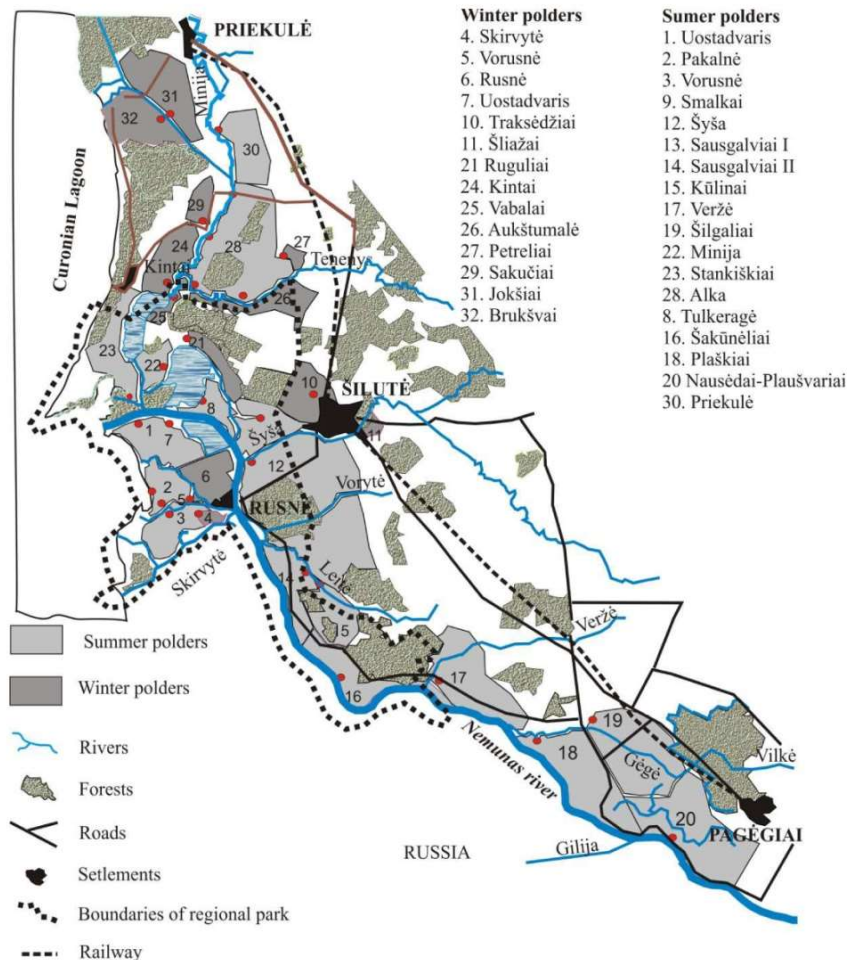 PRIEKULĖ
Minija
31
32
30
29
24
28
27
Tenenys
Kintai
26
25
Curonian Lagoon
23
22
21
10
ŠILUTĖ
11
8
Šyša
1
7
12
6
2
5
3
4
RUSNĖ
Vorytė
Skirvytė
14
Lenė
15
16
17
Veržė
Nemunas river
18
19
Gėgė
Vilkė
20
PAGĖGIAI
Gilija
RUSSIA
Winter polders
4. Skirvytė
5. Vorusnė
6. Rusnė
7. Uostadvaris
10. Traksėdžiai
11. Šliažai
21 Ruguliai
24. Kintai
25. Vabalai
26. Aukštumalė
27. Petreliai
29. Sakučiai
31. Jokšiai
32. Brukšvai
Sumer polders
1. Uostadvaris
2. Pakalnė
3. Vorusnė
9. Smalkai
12. Šyša
13. Sausgalviai I
14. Sausgalviai II
15. Kūlinai
17. Veržė
19. Šilgaliai
22. Minija
23. Stankiškiai
28. Alka
8. Tulkeragė
16. Šakūnėliai
18. Plaškiai
20 Nausėdai-Plaušvariai
30. Priekulė
Summer polders
Winter polders
Rivers
Forests
Roads
Setlements
Boundaries of regional park
Railway